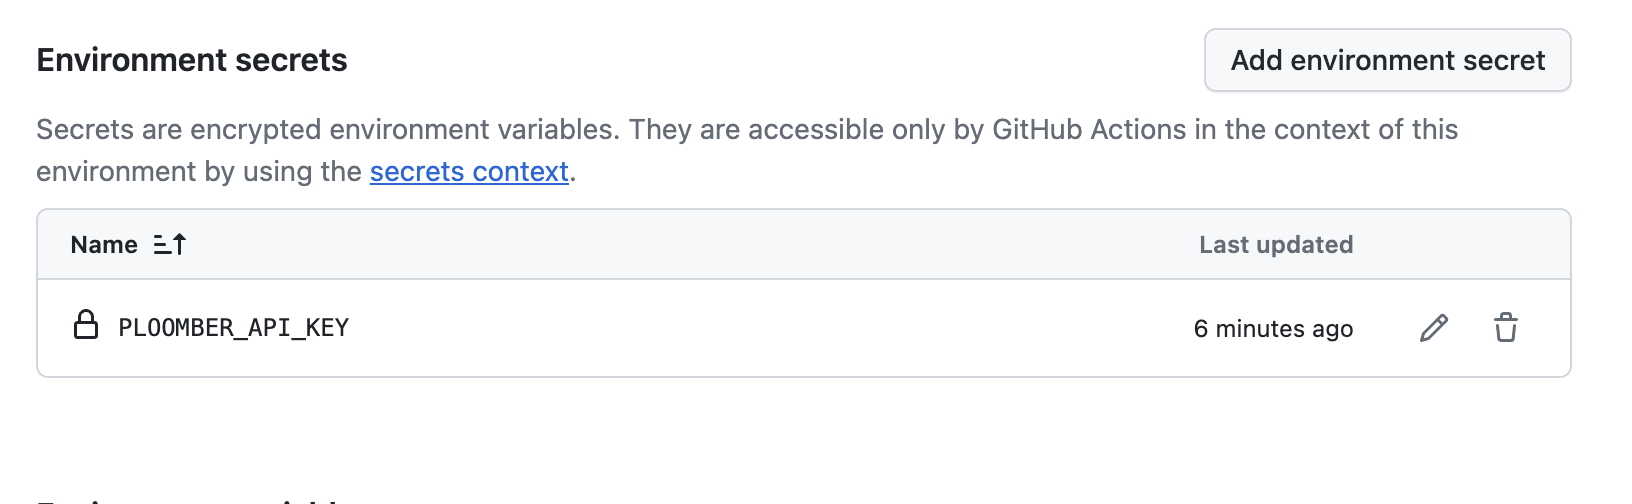 Environment secrets
Add environment secret
Secrets are encrypted environment variables. They are accessible only by GitHub Actions in the context of this
environment by using the secrets context.
Name
Last updated
PLOOMBER_API_KEY
6 minutes ago